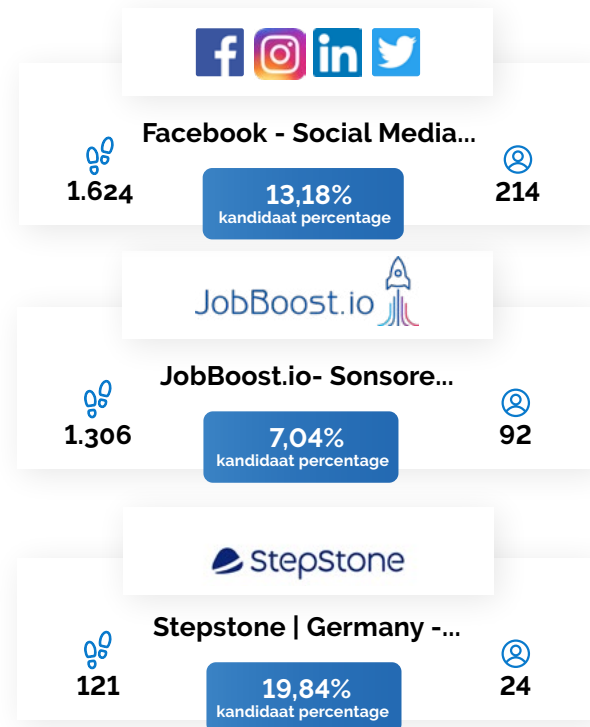 Facebook - Social Media...
1.624
13,18%
kandidaat percentage
214
JobBoost.io
JobBoost.io- Sonsore...
1.306
7,04%
kandidaat percentage
92
StepStone
Stepstone | Germany -...
121
19,84%
kandidaat percentage
24